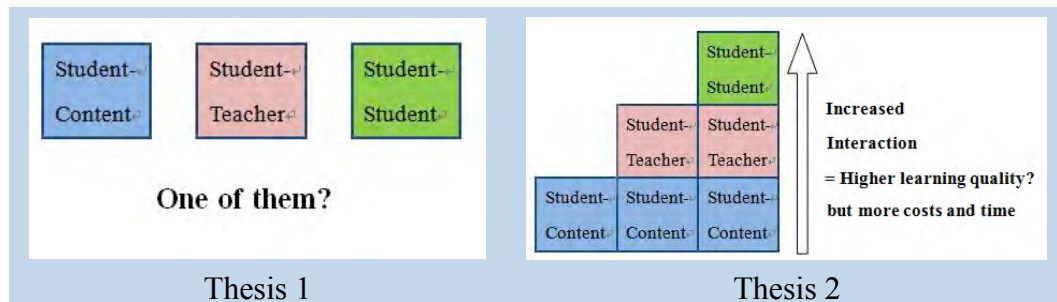 Student-
Content
Student-
Teacher
Student-
Student
One of them?
Thesis 1
Student-
Student
Student-
Teacher
Student-
Teacher
Student-
Content
Student-
Content
Student-
Content
Increased
Interaction
= Higher learning quality?
but more costs and time
Thesis 2